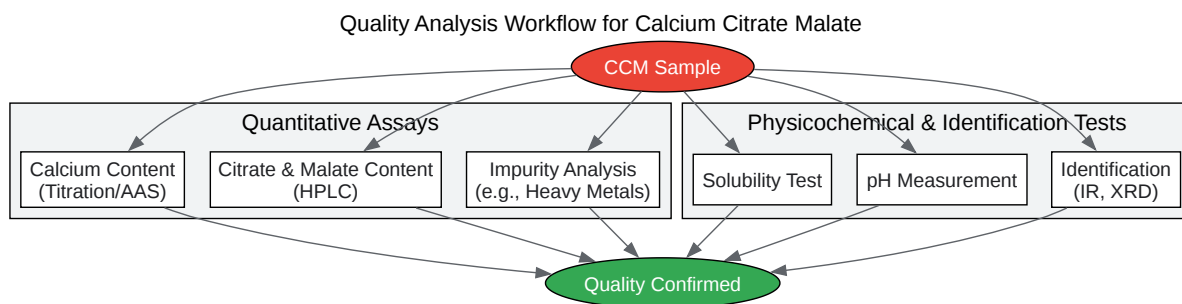 Quality Analysis Workflow for Calcium Citrate Malate
CCM Sample
Quantitative Assays
Calcium Content
(Titration/AAS)
Citrate & Malate Content
(HPLC)
Impurity Analysis
(e.g., Heavy Metals)
Physicochemical & Identification Tests
Solubility Test
pH Measurement
Identification
(IR, XRD)
Quality Confirmed